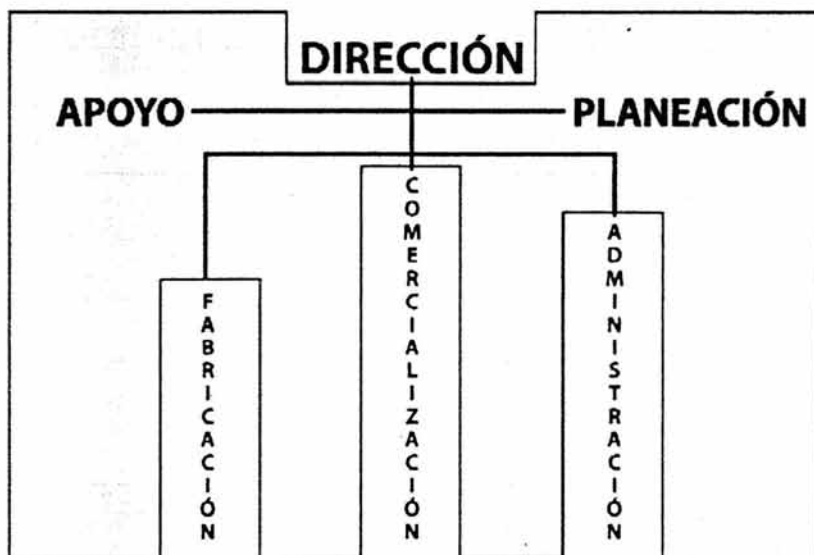 DIRECCIÓN
APOYO
PLANEACIÓN
FABRICACIÓN
COMERCIALIZACIÓN
ADMINISTRACIÓN